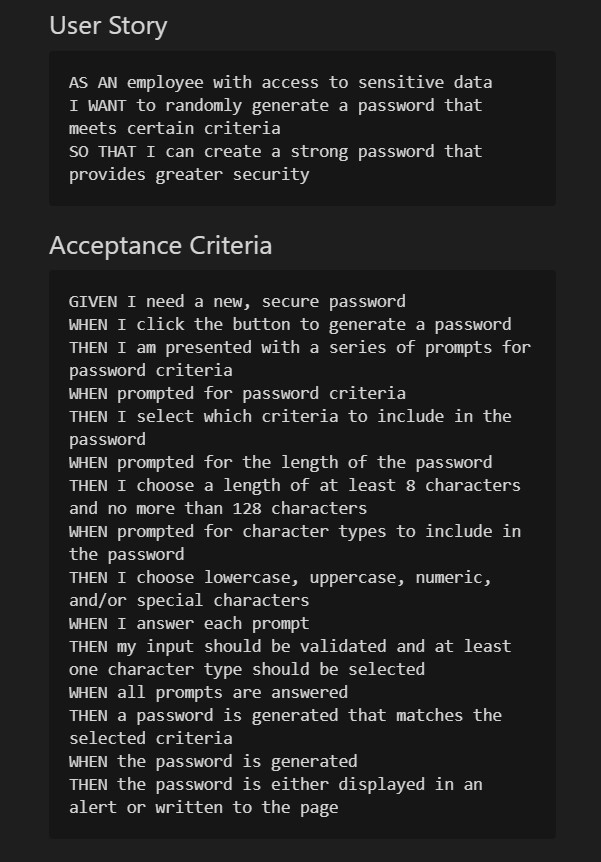 User Story
AS AN employee with access to sensitive data
I WANT to randomly generate a password that
meets certain criteria
SO THAT I can create a strong password that
provides greater security
Acceptance Criteria
GIVEN I need a new, secure password
WHEN I click the button to generate a password
THEN I am presented with a series of prompts for
password criteria
WHEN prompted for password criteria
THEN I select which criteria to include in the
password
WHEN prompted for the length of the password
THEN I choose a length of at least 8 characters
and no more than 128 characters
WHEN prompted for character types to include in
the password
THEN I choose lowercase, uppercase, numeric,
and/or special characters
WHEN I answer each prompt
THEN my input should be validated and at least
one character type should be selected
WHEN all prompts are answered
THEN a password is generated that matches the
selected criteria
WHEN the password is generated
THEN the password is either displayed in an
alert or written to the page